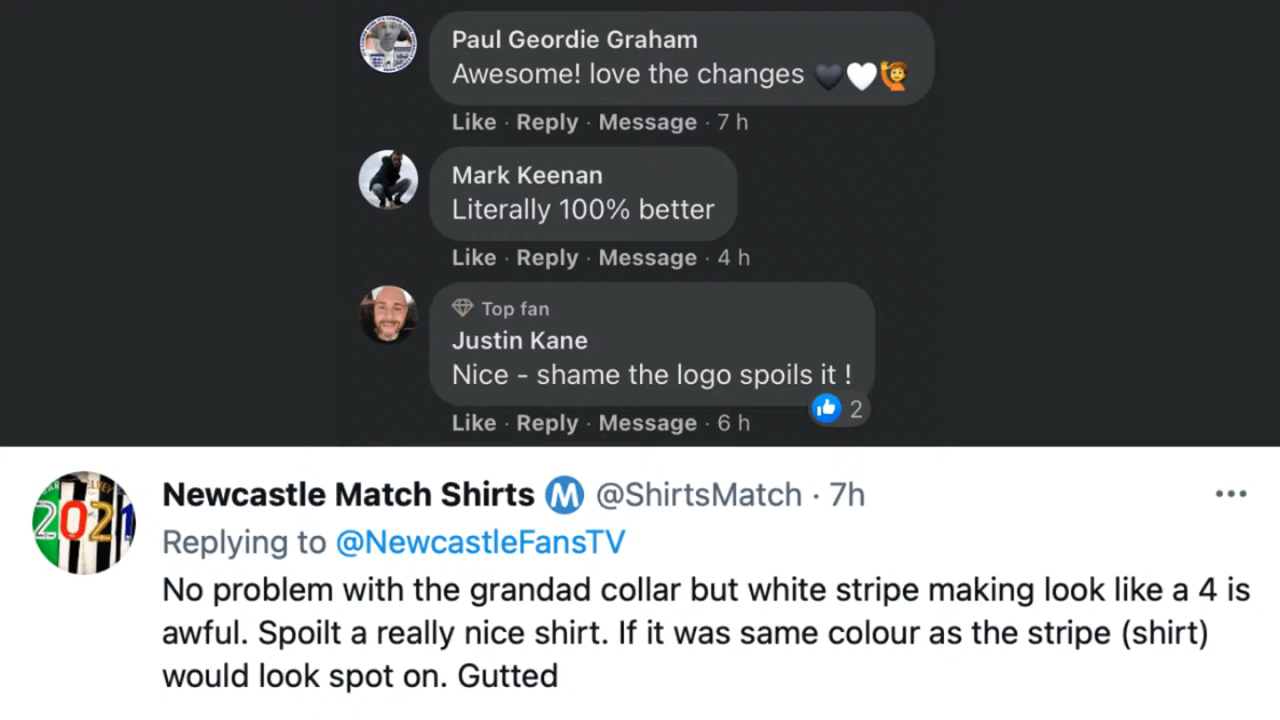 Paul Geordie Graham
Awesome! love the changes 🖤🤍🙋
Like · Reply · Message · 7 h
Mark Keenan
Literally 100% better
Like · Reply · Message · 4 h
Top fan
Justin Kane
Nice - shame the logo spoils it !
2
Like · Reply · Message · 6 h
2021
Newcastle Match Shirts M @ShirtsMatch · 7h
Replying to @NewcastleFansTV
No problem with the grandad collar but white stripe making look like a 4 is
awful. Spoilt a really nice shirt. If it was same colour as the stripe (shirt)
would look spot on. Gutted